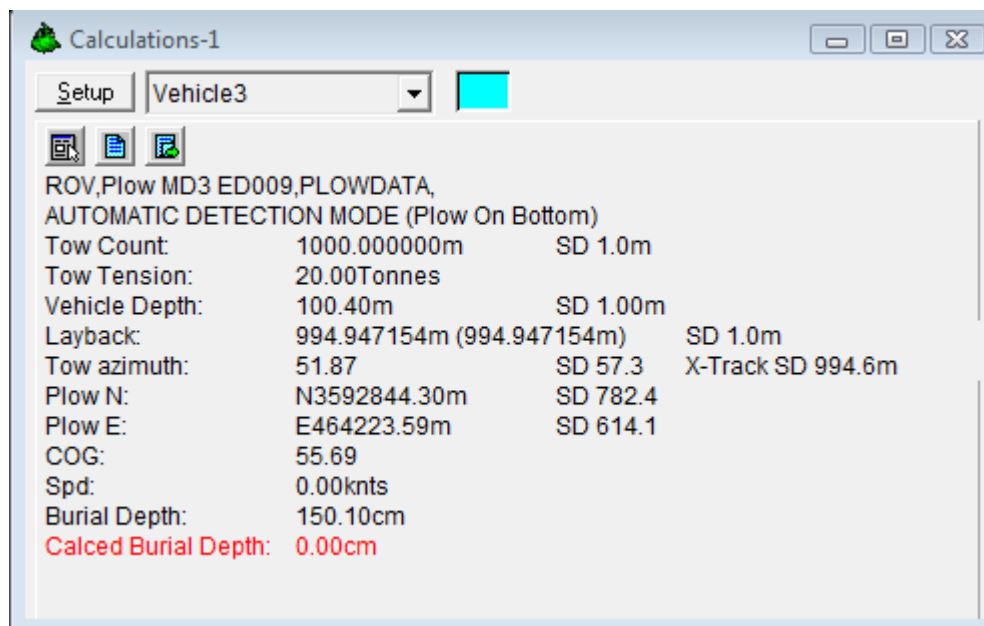 Calculations-1
Setup Vehicle3
ROV,Plow MD3 ED009,PLOWDATA,
AUTOMATIC DETECTION MODE (Plow On Bottom)
Tow Count: 1000.000000m SD 1.0m
Tow Tension: 20.00Tonnes
Vehicle Depth: 100.40m SD 1.00m
Layback: 994.947154m (994.947154m) SD 1.0m
Tow azimuth: 51.87 SD 57.3 X-Track SD 994.6m
Plow N: N3592844.30m SD 782.4
Plow E: E464223.59m SD 614.1
COG: 55.69
Spd: 0.00knts
Burial Depth: 150.10cm
Calced Burial Depth: 0.00cm